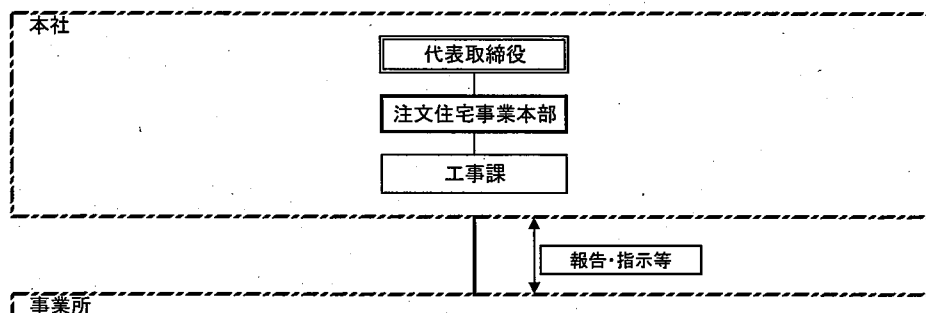 本社
代表取締役
注文住宅事業本部
工事課
報告・指示等
事業所